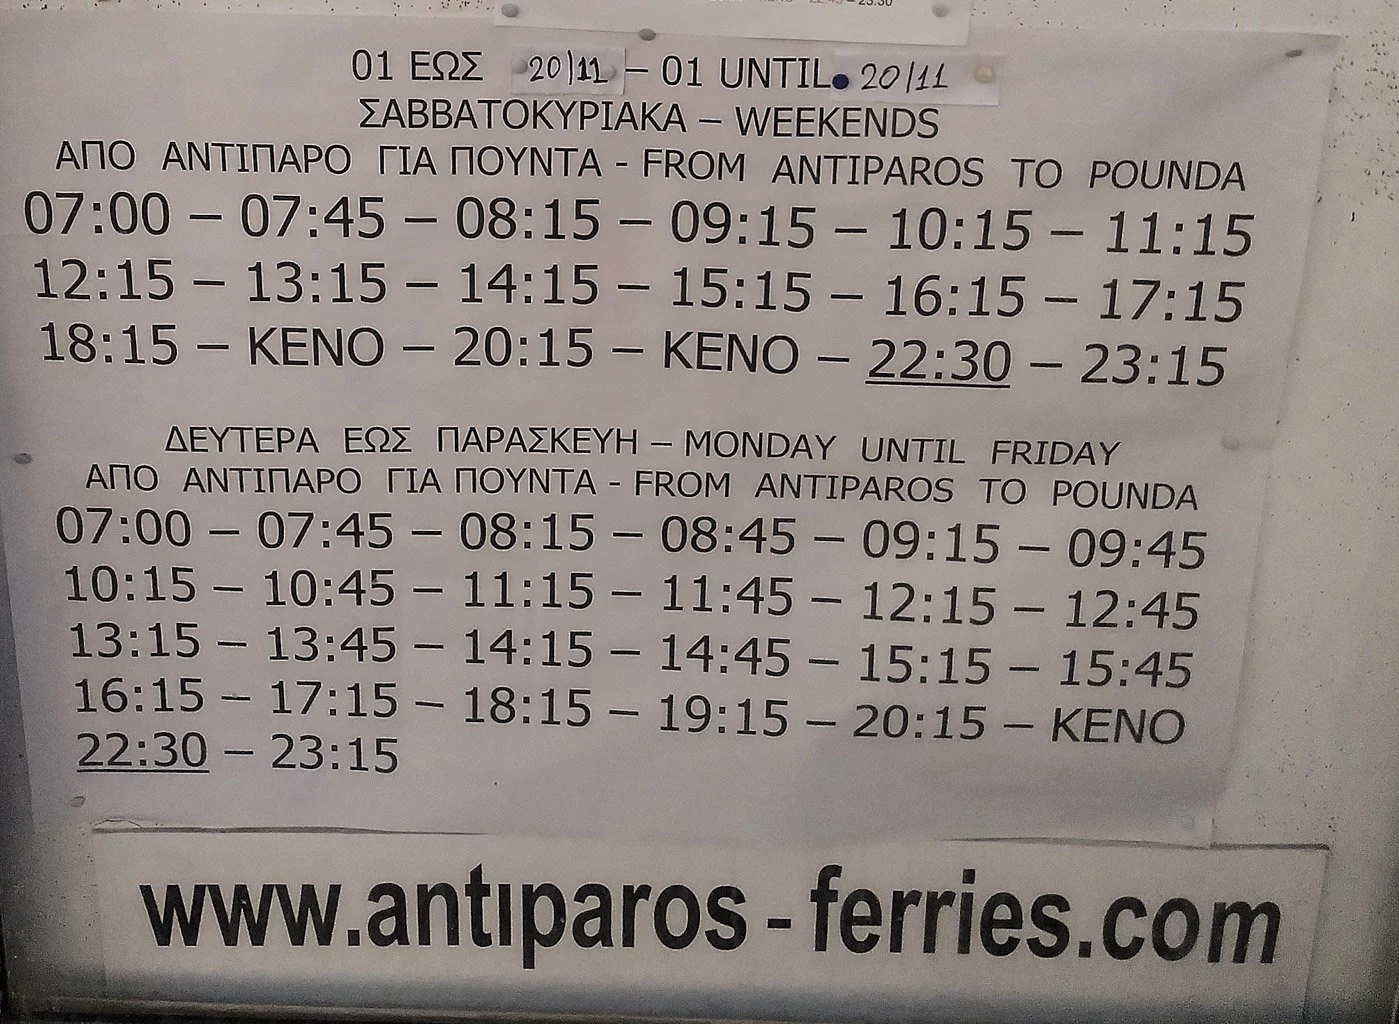 01 ΕΩΣ 20/11 – 01 UNTIL 20/11
ΣΑΒΒΑΤΟΚΥΡΙΑΚΑ – WEEKENDS
ΑΠΟ ΑΝΤΙΠΑΡΟ ΓΙΑ ΠΟΥΝΤΑ - FROM ANTIPAROS TO POUNDA
07:00 – 07:45 – 08:15 – 09:15 – 10:15 – 11:15
12:15 – 13:15 – 14:15 – 15:15 – 16:15 – 17:15
18:15 – ΚΕΝΟ – 20:15 – ΚΕΝΟ – 22:30 – 23:15
ΔΕΥΤΕΡΑ ΕΩΣ ΠΑΡΑΣΚΕΥΗ – MONDAY UNTIL FRIDAY
ΑΠΟ ΑΝΤΙΠΑΡΟ ΓΙΑ ΠΟΥΝΤΑ - FROM ANTIPAROS TO POUNDA
07:00 – 07:45 – 08:15 – 08:45 – 09:15 – 09:45
10:15 – 10:45 – 11:15 – 11:45 – 12:15 – 12:45
13:15 – 13:45 – 14:15 – 14:45 – 15:15 – 15:45
16:15 – 17:15 – 18:15 – 19:15 – 20:15 – ΚΕΝΟ
22:30 – 23:15
www.antiparos-ferries.com